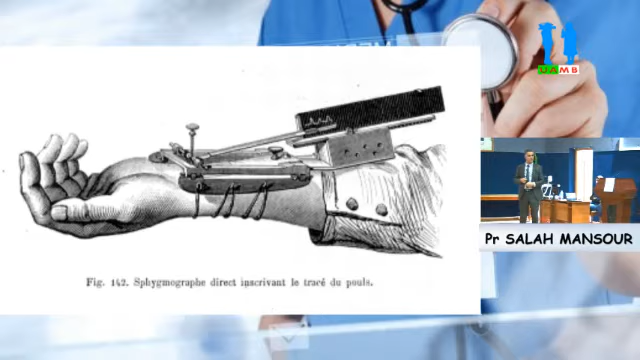 UAMB
Fig. 142. Sphygmographe direct inscrivant le tracé du pouls.
Pr SALAH MANSOUR